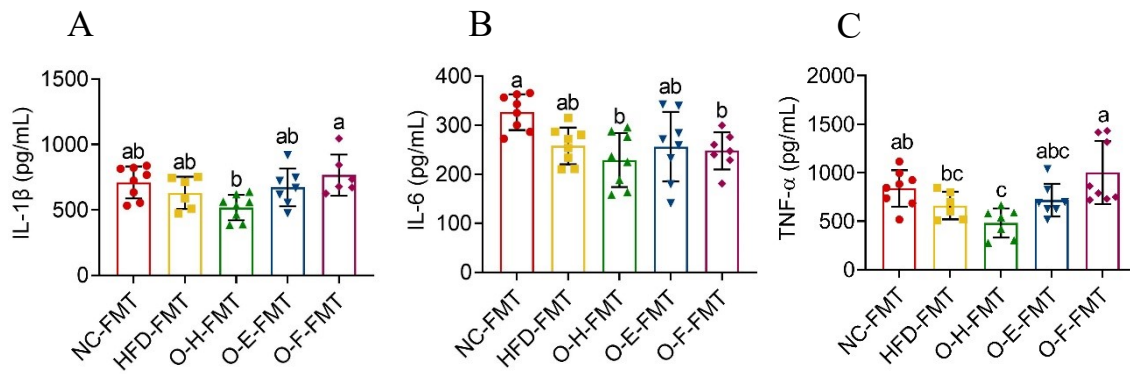 A
IL-1β (pg/mL)
1500
1000
500
0
ab
ab
b
ab
a
NC-FMT
HFD-FMT
O-H-FMT
O-E-FMT
O-F-FMT
B
IL-6 (pg/mL)
400
300
200
100
0
a
ab
b
ab
b
NC-FMT
HFD-FMT
O-H-FMT
O-E-FMT
O-F-FMT
C
TNF-α (pg/mL)
2000
1500
1000
500
0
ab
bc
c
abc
a
NC-FMT
HFD-FMT
O-H-FMT
O-E-FMT
O-F-FMT